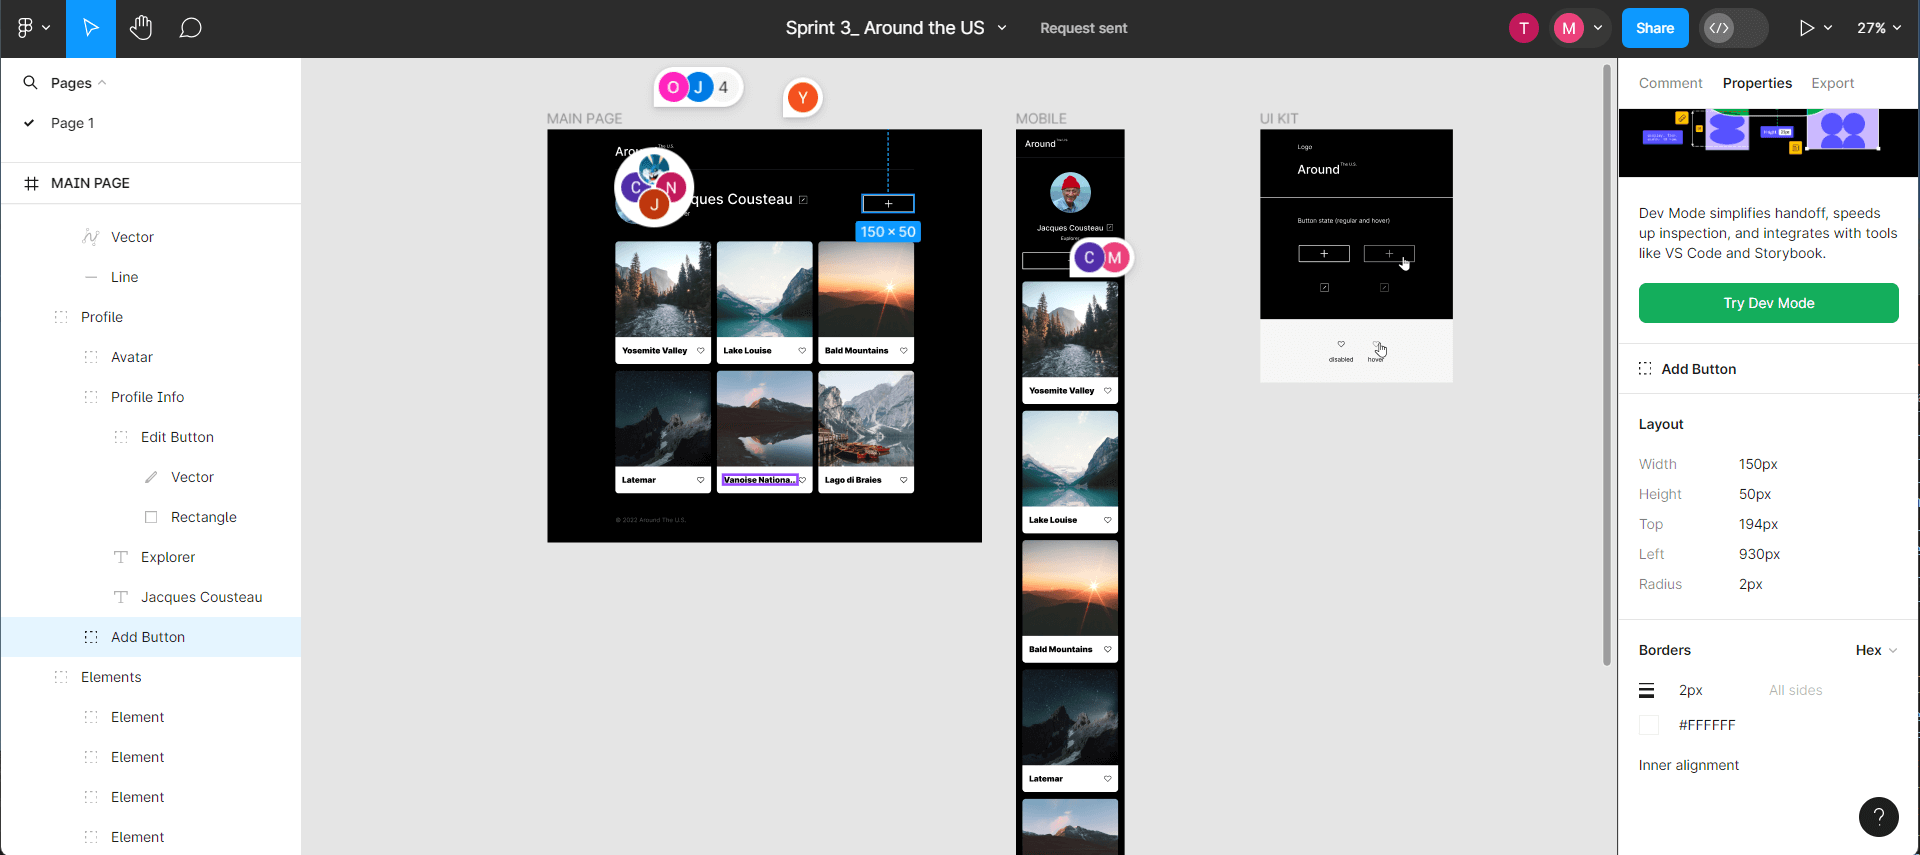 Sprint 3_ Around the US
Request sent
T
M
Share
27%
Pages
Page 1
MAIN PAGE
Vector
Line
Profile
Avatar
Profile Info
Edit Button
Vector
Rectangle
Explorer
Jacques Cousteau
Add Button
Elements
Element
Element
Element
Element
O
J
4
Y
MAIN PAGE
The U.S.
C
N
J
ques Cousteau
+
150 × 50
Yosemite Valley
Lake Louise
Bald Mountains
Latemar
Vanoise Nationa..
Lago di Braies
© 2022 Around The U.S.
MOBILE
Around
Jacques Cousteau
C
M
Yosemite Valley
Lake Louise
Bald Mountains
Latemar
UI KIT
Logo
Around The U.S.
Button state (regular and hover)
+
+
disabled
hover
Comment
Properties
Export
Dev Mode simplifies handoff, speeds
up inspection, and integrates with tools
like VS Code and Storybook.
Try Dev Mode
Add Button
Layout
Width 150px
Height 50px
Top 194px
Left 930px
Radius 2px
Borders
Hex
2px
All sides
#FFFFFF
Inner alignment
?